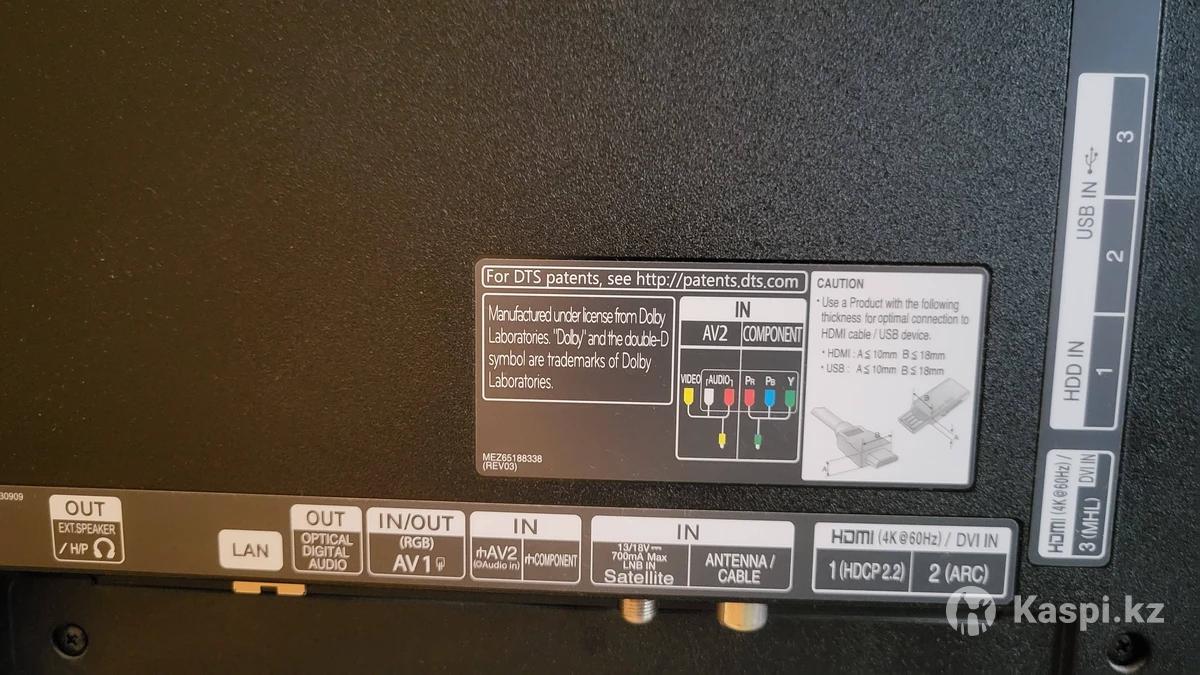 For DTS patents, see http://patents.dts.com
Manufactured under license from Dolby
Laboratories. "Dolby" and the double-D
symbol are trademarks of Dolby
Laboratories.
MEZ65188338
(REV03)
IN
AV2 COMPONENT
VIDEO AUDIO PR PB Y
CAUTION
• Use a Product with the following
thickness for optimal connection to
HDMI cable / USB device.
• HDMI : A≤10mm B≤18mm
• USB : A≤10mm B≤18mm
B
A
B
A
USB IN
3
2
HDD IN
1
HDMI (4K@60Hz) / DVI IN
3 (MHL)
30909
OUT
EXT.SPEAKER
/ H/P
LAN
OUT
OPTICAL
DIGITAL
AUDIO
IN/OUT
(RGB)
AV1
IN
AV2
(Audio in)
COMPONENT
IN
13/18V
700mA Max
LNB IN
Satellite
ANTENNA /
CABLE
HDMI (4K@60Hz) / DVI IN
1 (HDCP 2.2) 2 (ARC)
Kaspi.kz